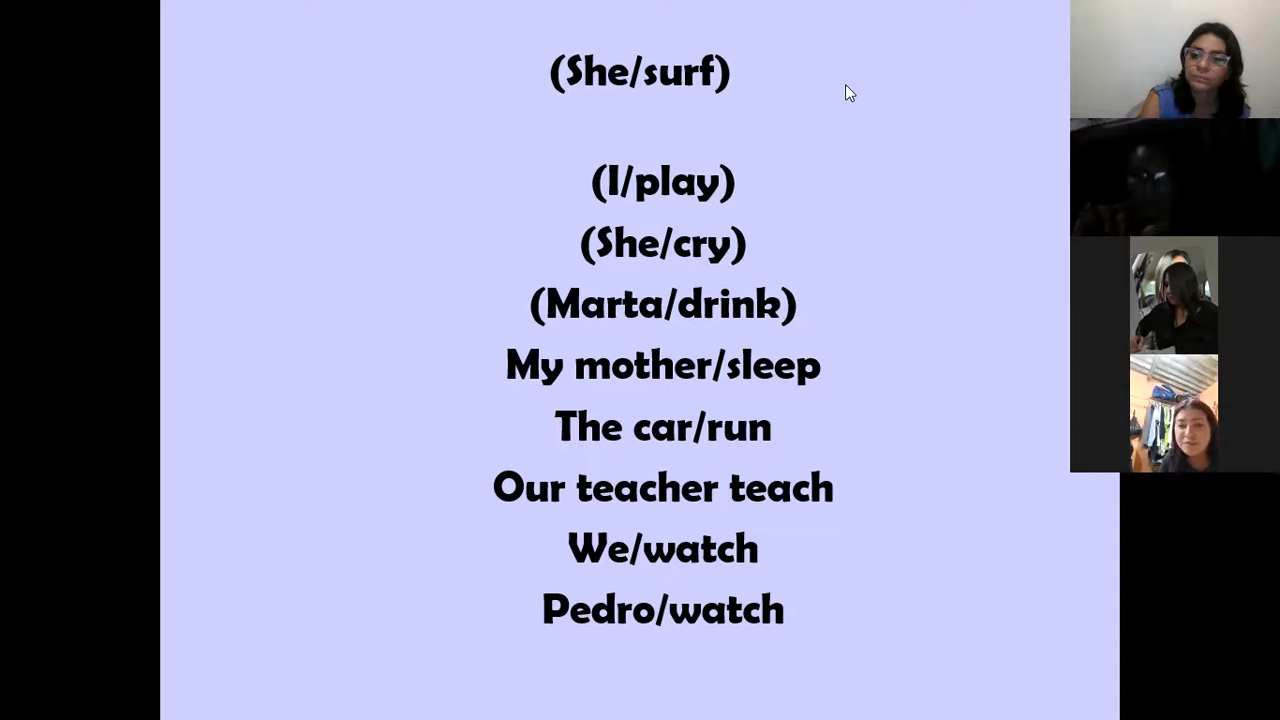 (She/surf)
(I/play)
(She/cry)
(Marta/drink)
My mother/sleep
The car/run
Our teacher teach
We/watch
Pedro/watch